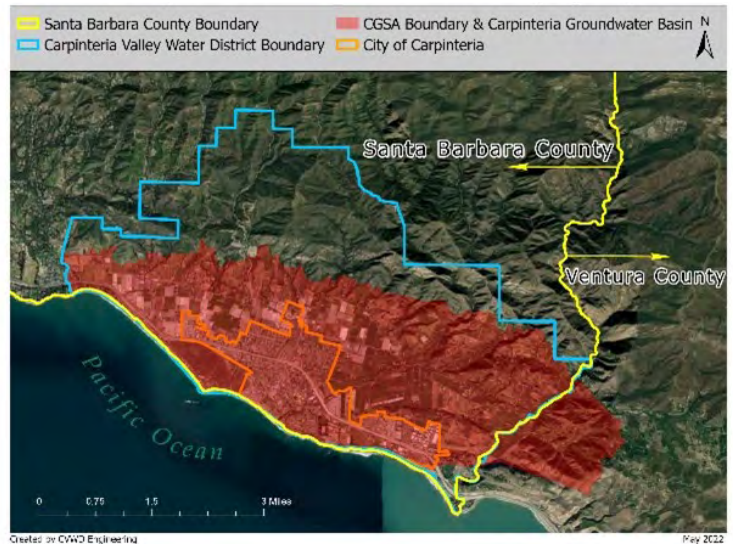 Santa Barbara County Boundary
CGSA Boundary & Carpinteria Groundwater Basin
N
Carpinteria Valley Water District Boundary
City of Carpinteria
Santa Barbara County
Ventura County
Pacific Ocean
0 0.75 1.5 3 Miles
Created by CVWD Engineering
May 2022